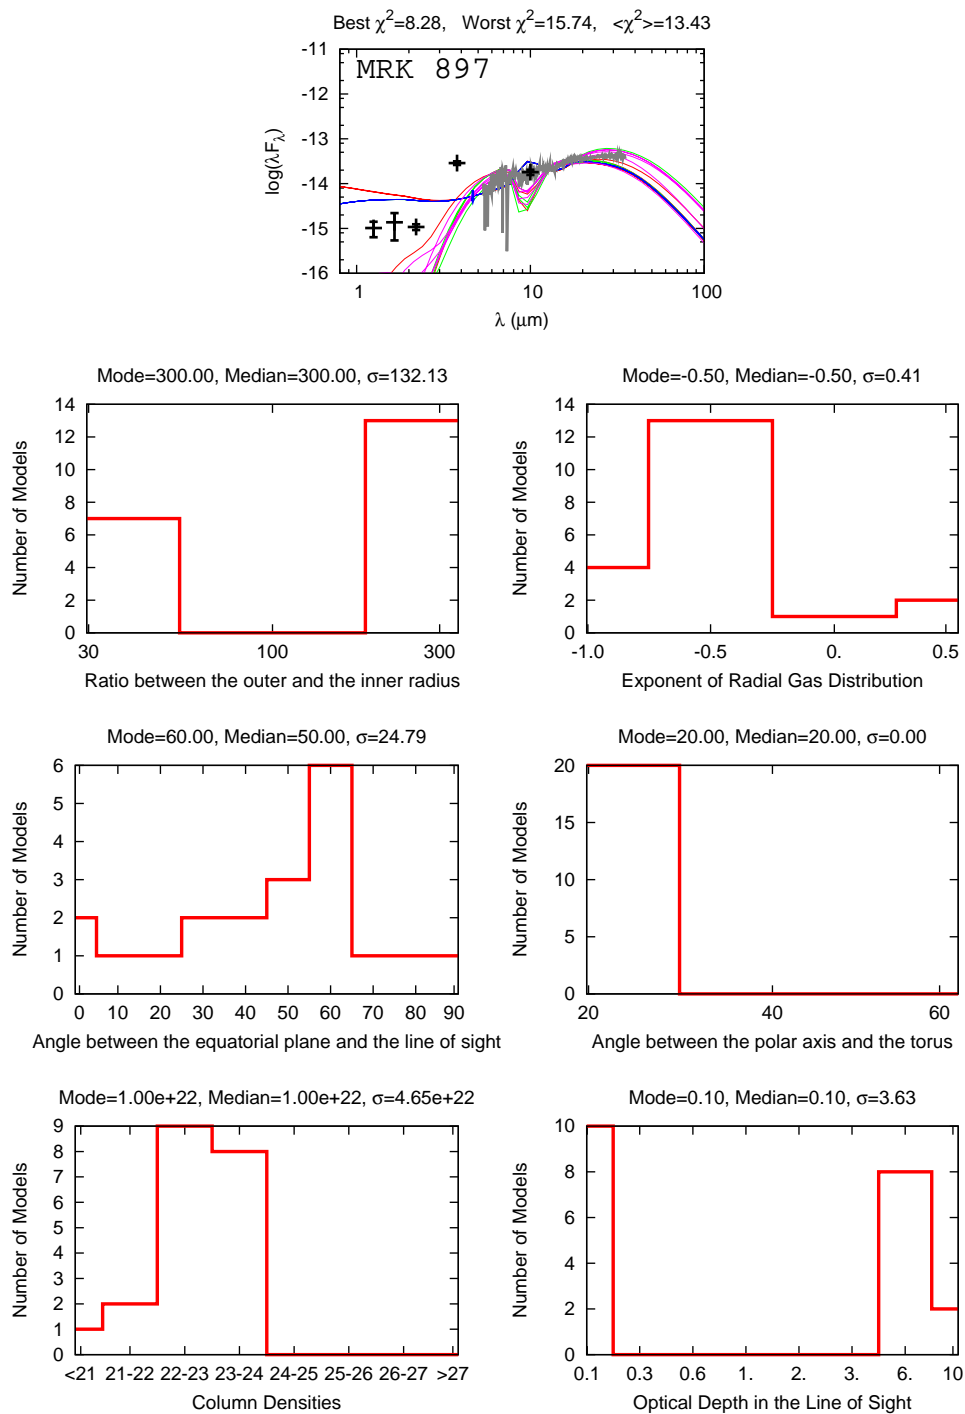 Best χ²=8.28, Worst χ²=15.74, <χ²>=13.43
-11
-12
-13
-14
-15
-16
log(λFλ)
MRK 897
1 10 100
λ (μm)
Mode=300.00, Median=300.00, σ=132.13
14
12
10
8
6
4
2
0
Number of Models
30 100 300
Ratio between the outer and the inner radius
Mode=-0.50, Median=-0.50, σ=0.41
14
12
10
8
6
4
2
0
Number of Models
-1.0 -0.5 0. 0.5
Exponent of Radial Gas Distribution
Mode=60.00, Median=50.00, σ=24.79
6
5
4
3
2
1
0
Number of Models
0 10 20 30 40 50 60 70 80 90
Angle between the equatorial plane and the line of sight
Mode=20.00, Median=20.00, σ=0.00
20
15
10
5
0
Number of Models
20 40 60
Angle between the polar axis and the torus
Mode=1.00e+22, Median=1.00e+22, σ=4.65e+22
9
8
7
6
5
4
3
2
1
0
Number of Models
<21 21-22 22-23 23-24 24-25 25-26 26-27 >27
Column Densities
Mode=0.10, Median=0.10, σ=3.63
10
8
6
4
2
0
Number of Models
0.1 0.3 0.6 1. 2. 3. 6. 10
Optical Depth in the Line of Sight